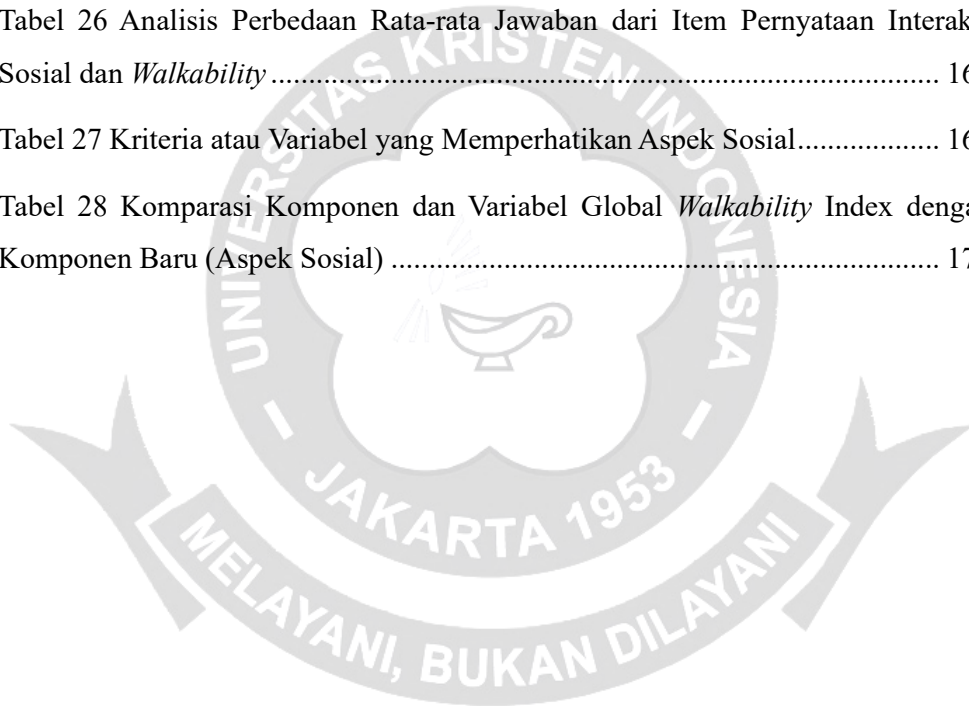 Tabel 26 Analisis Perbedaan Rata-rata Jawaban dari Item Pernyataan Interak
Sosial dan Walkability ........................................................................................ 16
Tabel 27 Kriteria atau Variabel yang Memperhatikan Aspek Sosial................... 16
Tabel 28 Komparasi Komponen dan Variabel Global Walkability Index denga
Komponen Baru (Aspek Sosial) ......................................................................... 17
UNIVERSITAS KRISTEN INDONESIA
JAKARTA 1953
MELAYANI, BUKAN DILAYANI